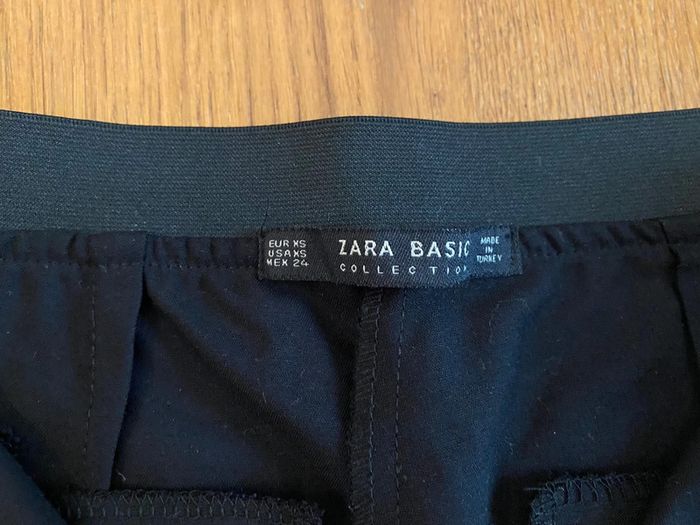 EUR XS
USA XS
MEX 24
ZARA BASIC
COLLECTION
MADE
IN
TURKEY